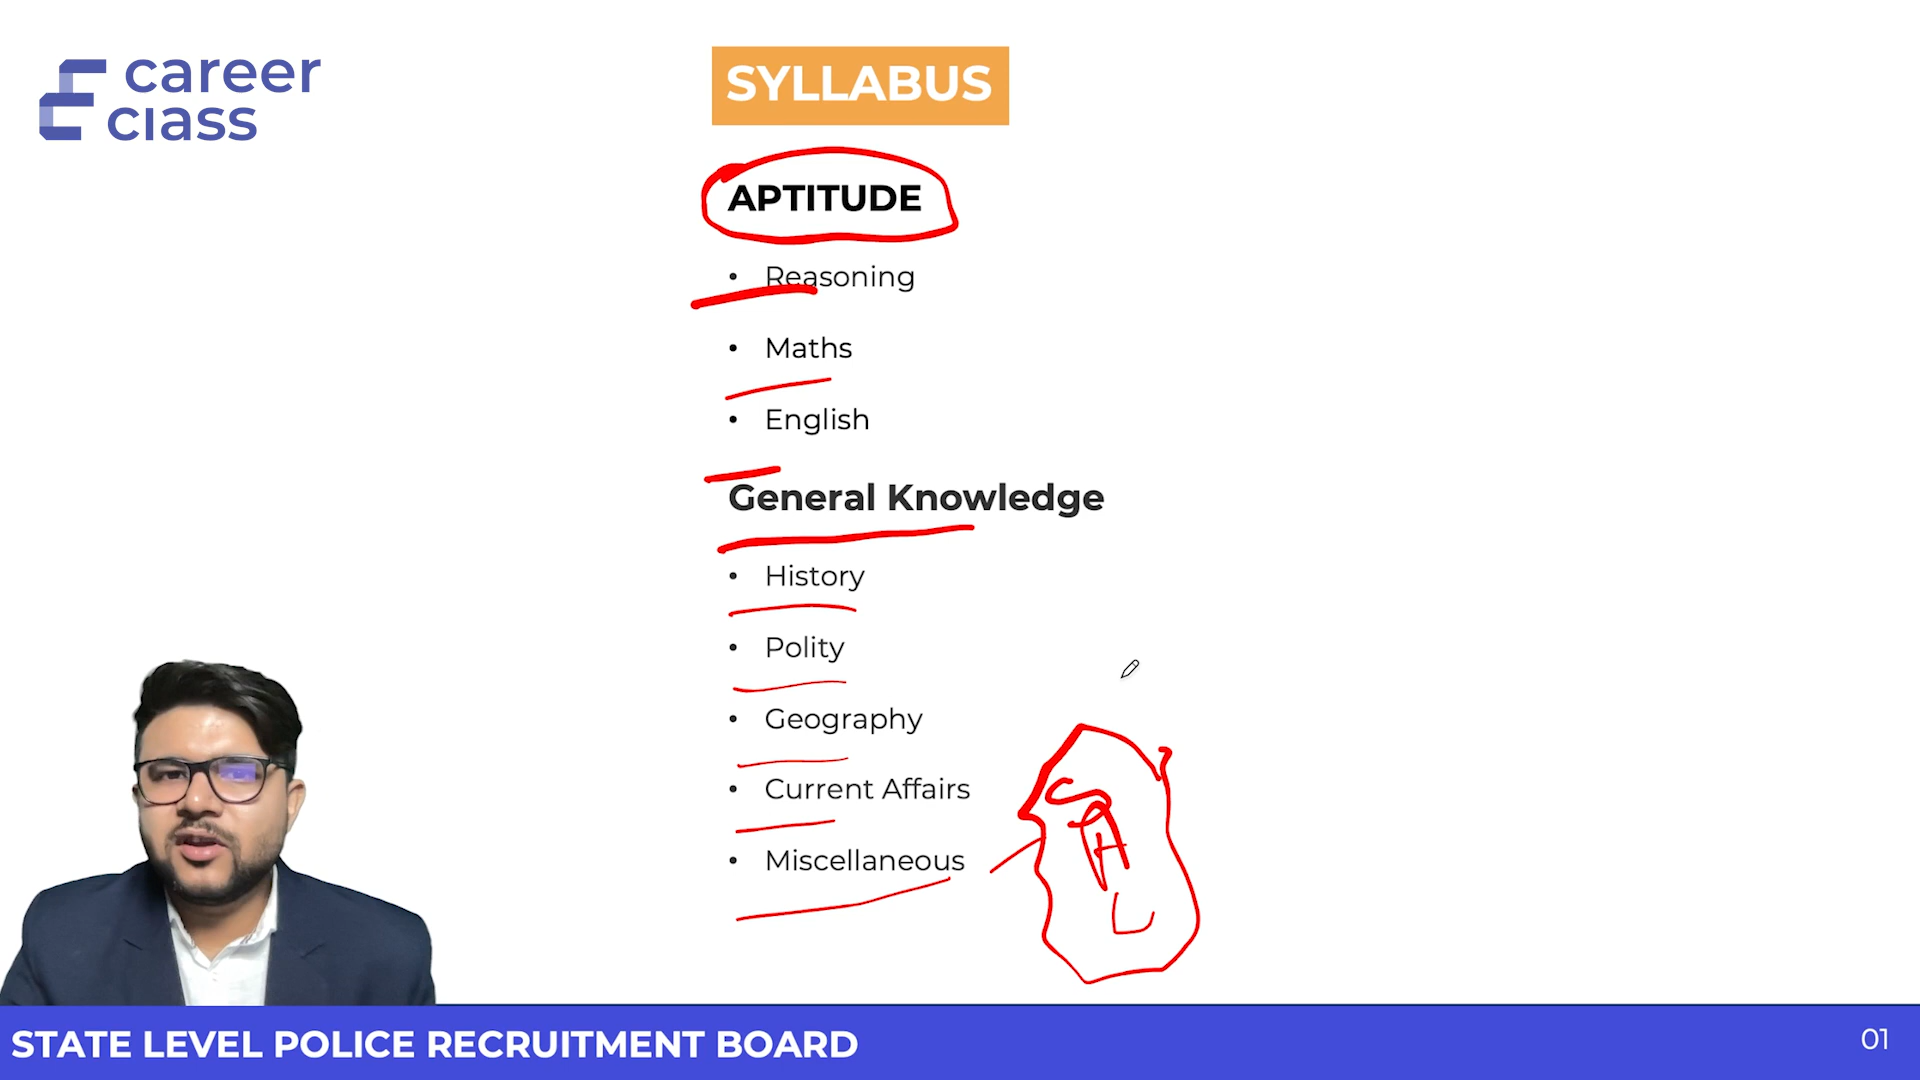 career
class
SYLLABUS
APTITUDE
• Reasoning
• Maths
• English
General Knowledge
• History
• Polity
• Geography
• Current Affairs
• Miscellaneous
STATE LEVEL POLICE RECRUITMENT BOARD
01